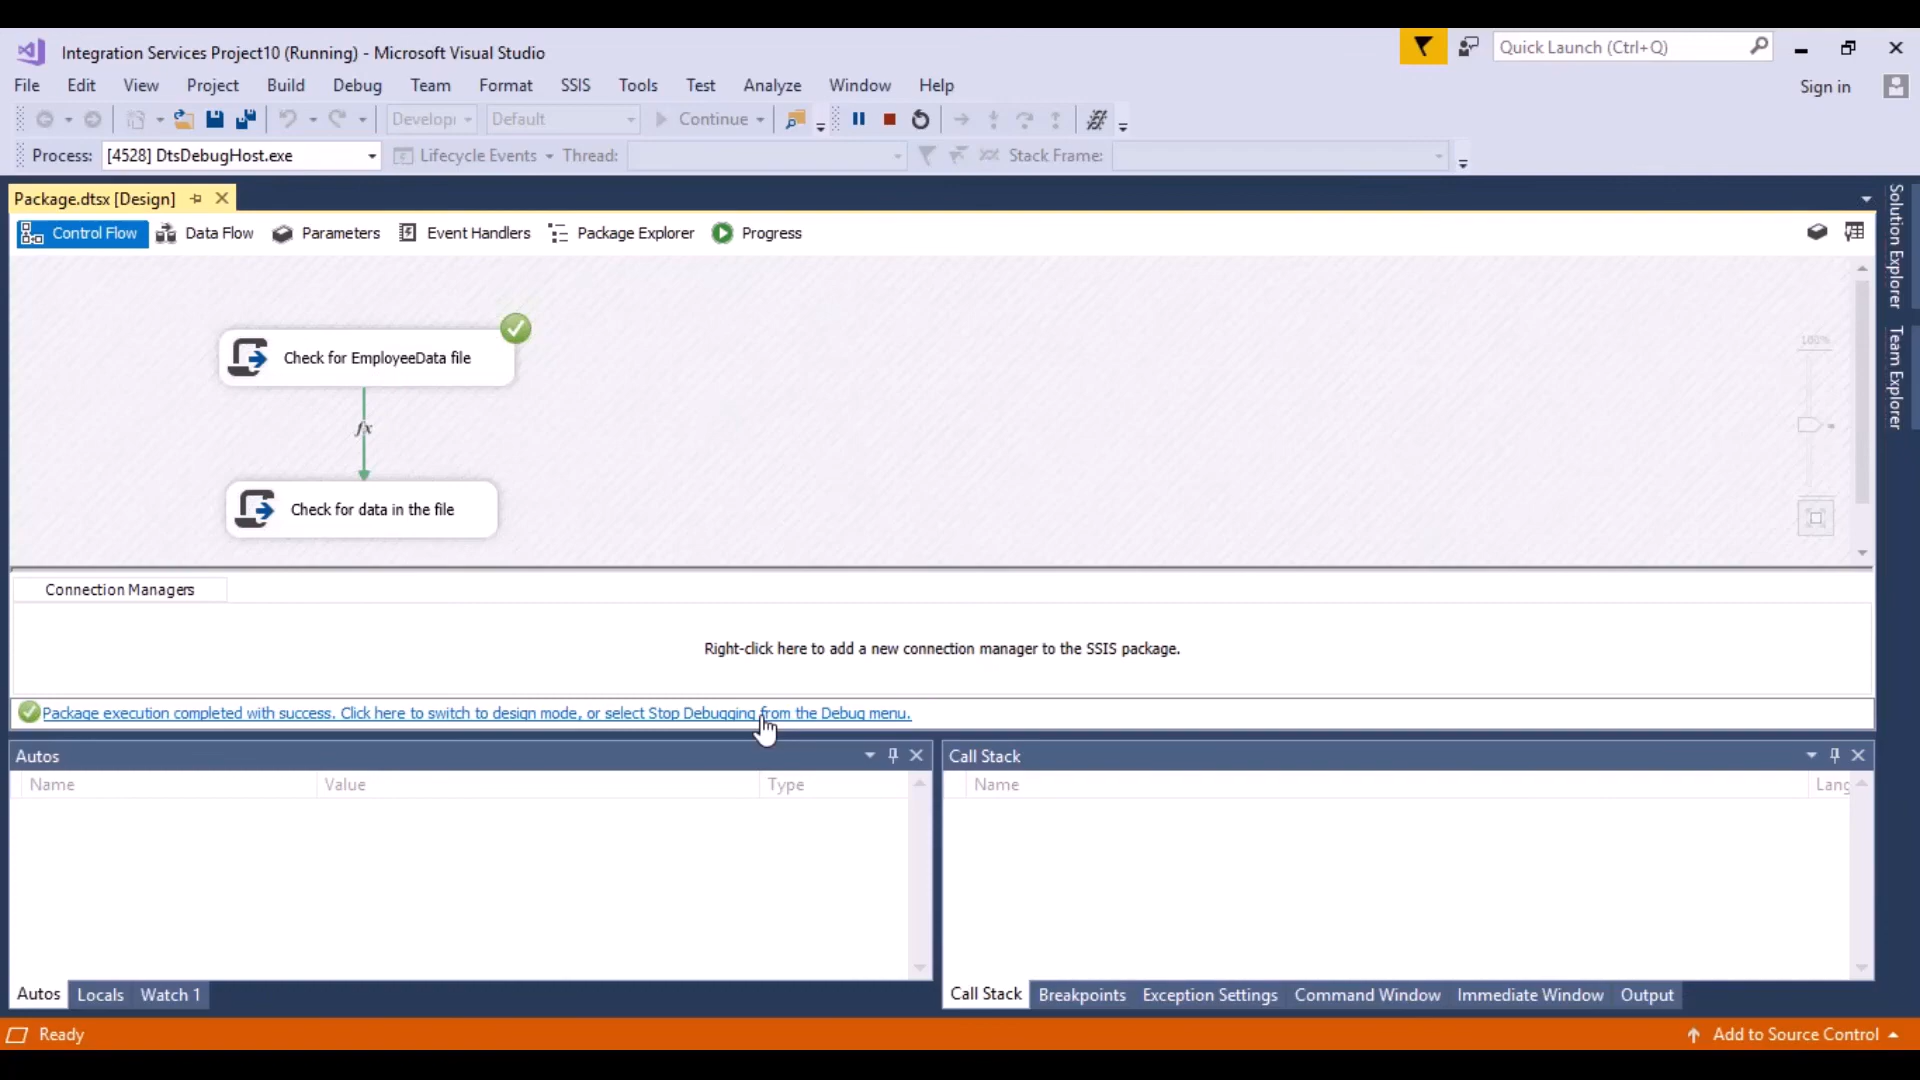 Integration Services Project10 (Running) - Microsoft Visual Studio
Quick Launch (Ctrl+Q)
File Edit View Project Build Debug Team Format SSIS Tools Test Analyze Window Help
Sign in
Developi Default Continue
Process: [4528] DtsDebugHost.exe Lifecycle Events Thread: Stack Frame:
Package.dtsx [Design]
Control Flow Data Flow Parameters Event Handlers Package Explorer Progress
Solution Explorer
Team Explorer
Check for EmployeeData file
100%
fx
Check for data in the file
Connection Managers
Right-click here to add a new connection manager to the SSIS package.
Package execution completed with success. Click here to switch to design mode, or select Stop Debugging from the Debug menu.
Autos
Name Value Type
Call Stack
Name Lang
Autos Locals Watch 1
Call Stack Breakpoints Exception Settings Command Window Immediate Window Output
Ready
Add to Source Control